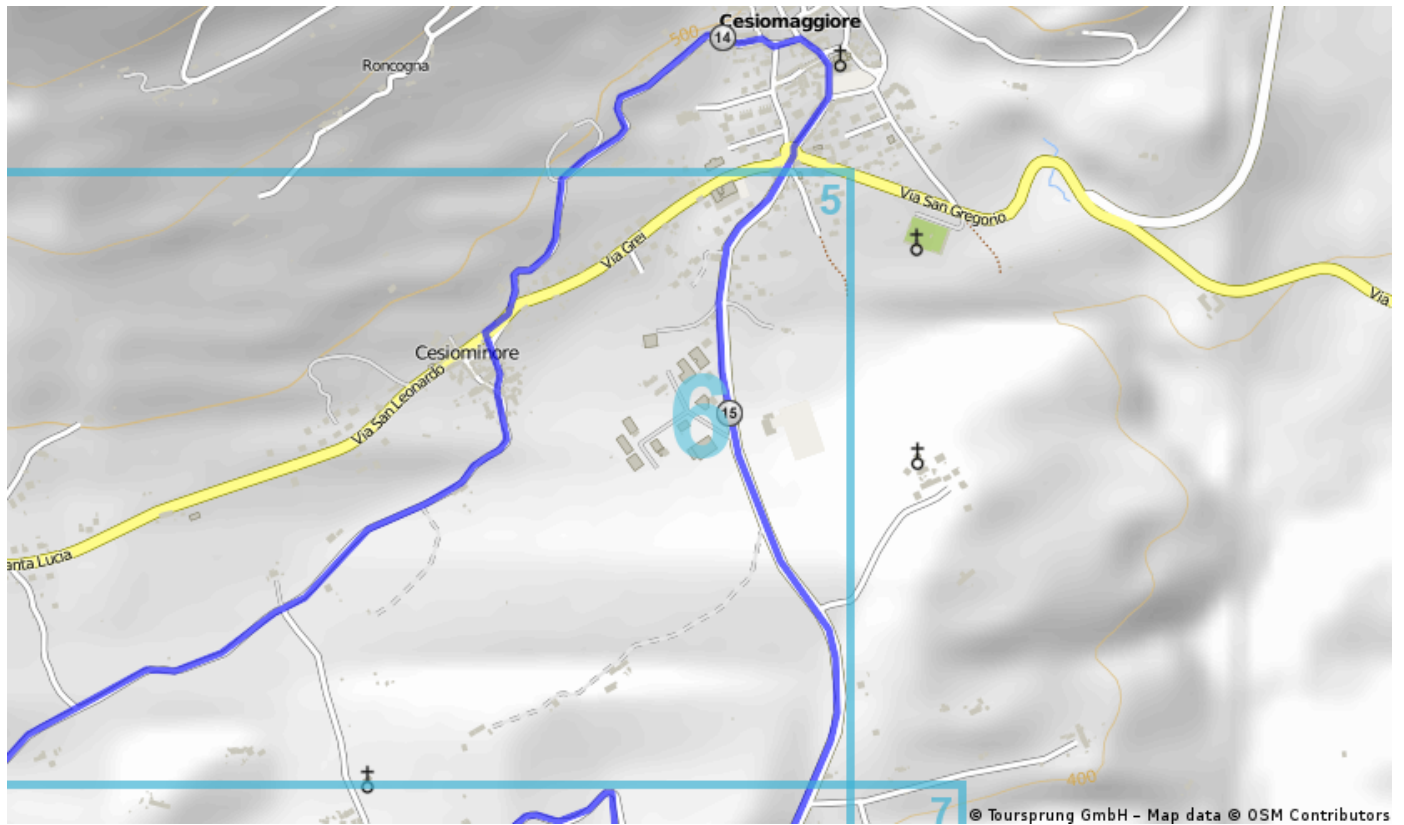 Cesiomaggiore
500
14
Roncogna
5
Via San Gregorio
Via Grei
Via
Cesiominore
Via San Leonardo
6
15
anta Lucia
400
7
© Toursprung GmbH – Map data © OSM Contributors